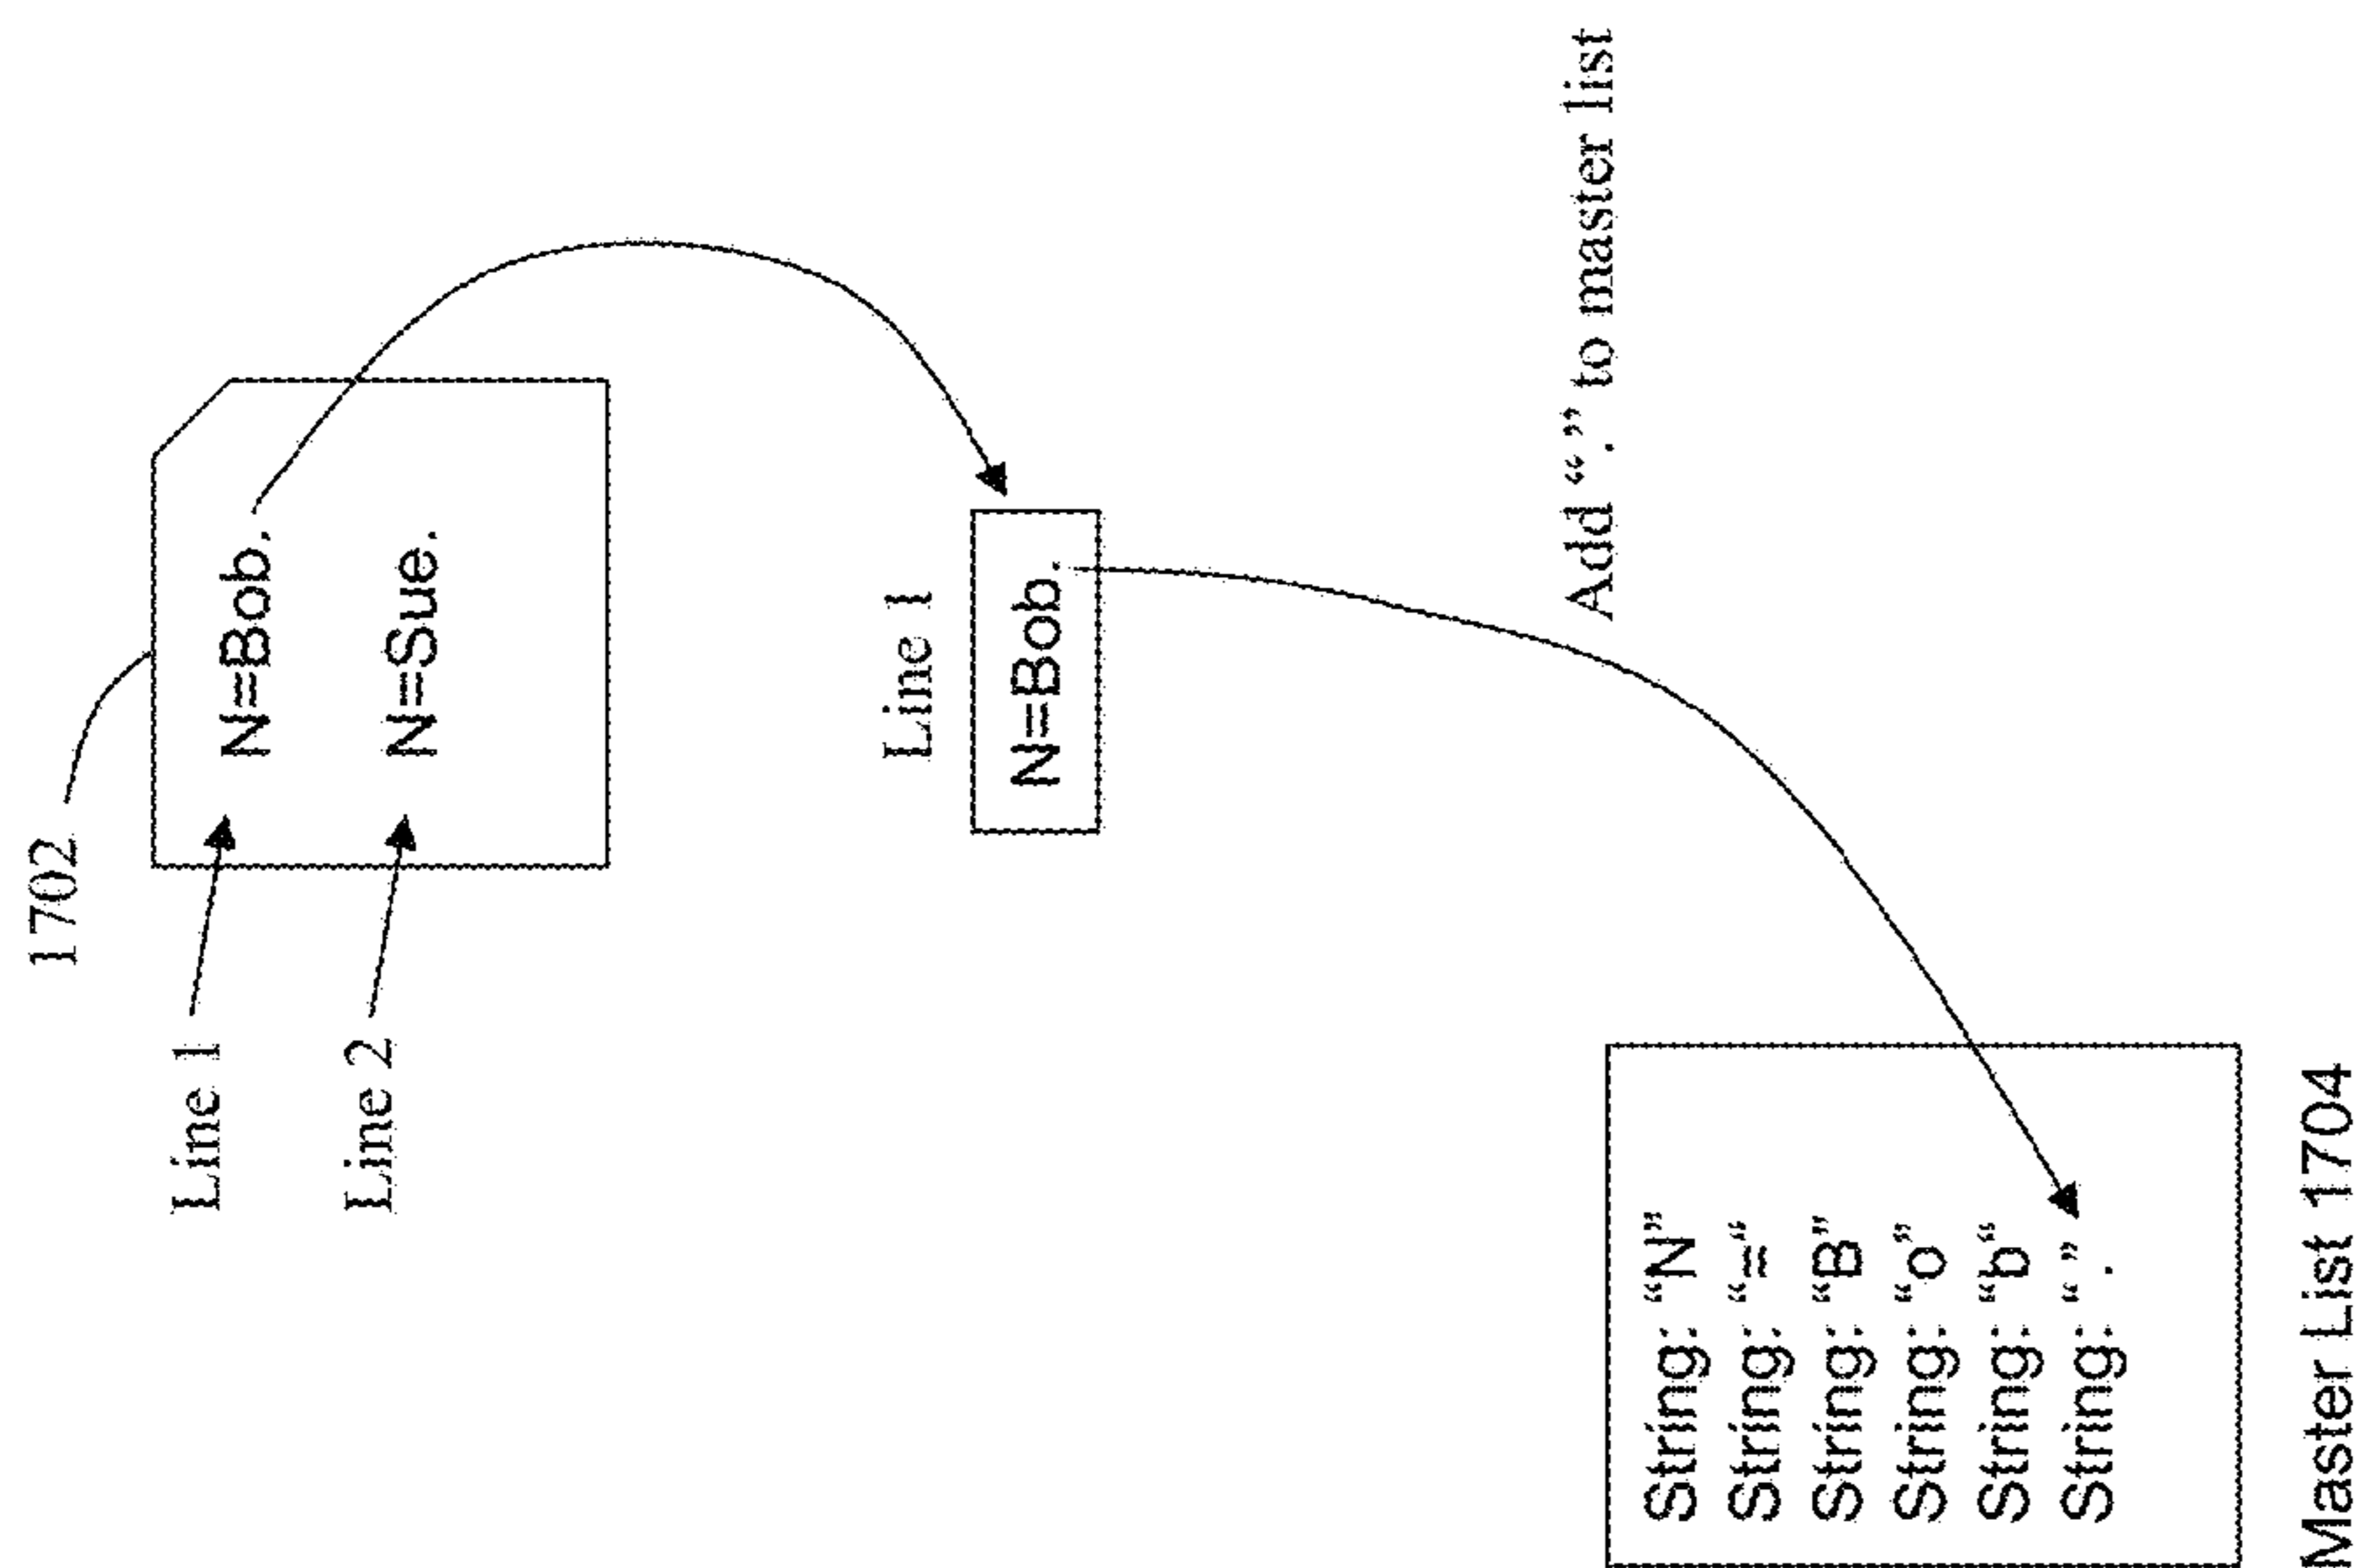 1702
Line 1
N=Bob.
Line 2
N=Sue.
Line 1
N=Bob.
Add “.” to master list
String: “N”
String: “=“
String: “B”
String: “o”
String: “b“
String: “.”
Master List 1704